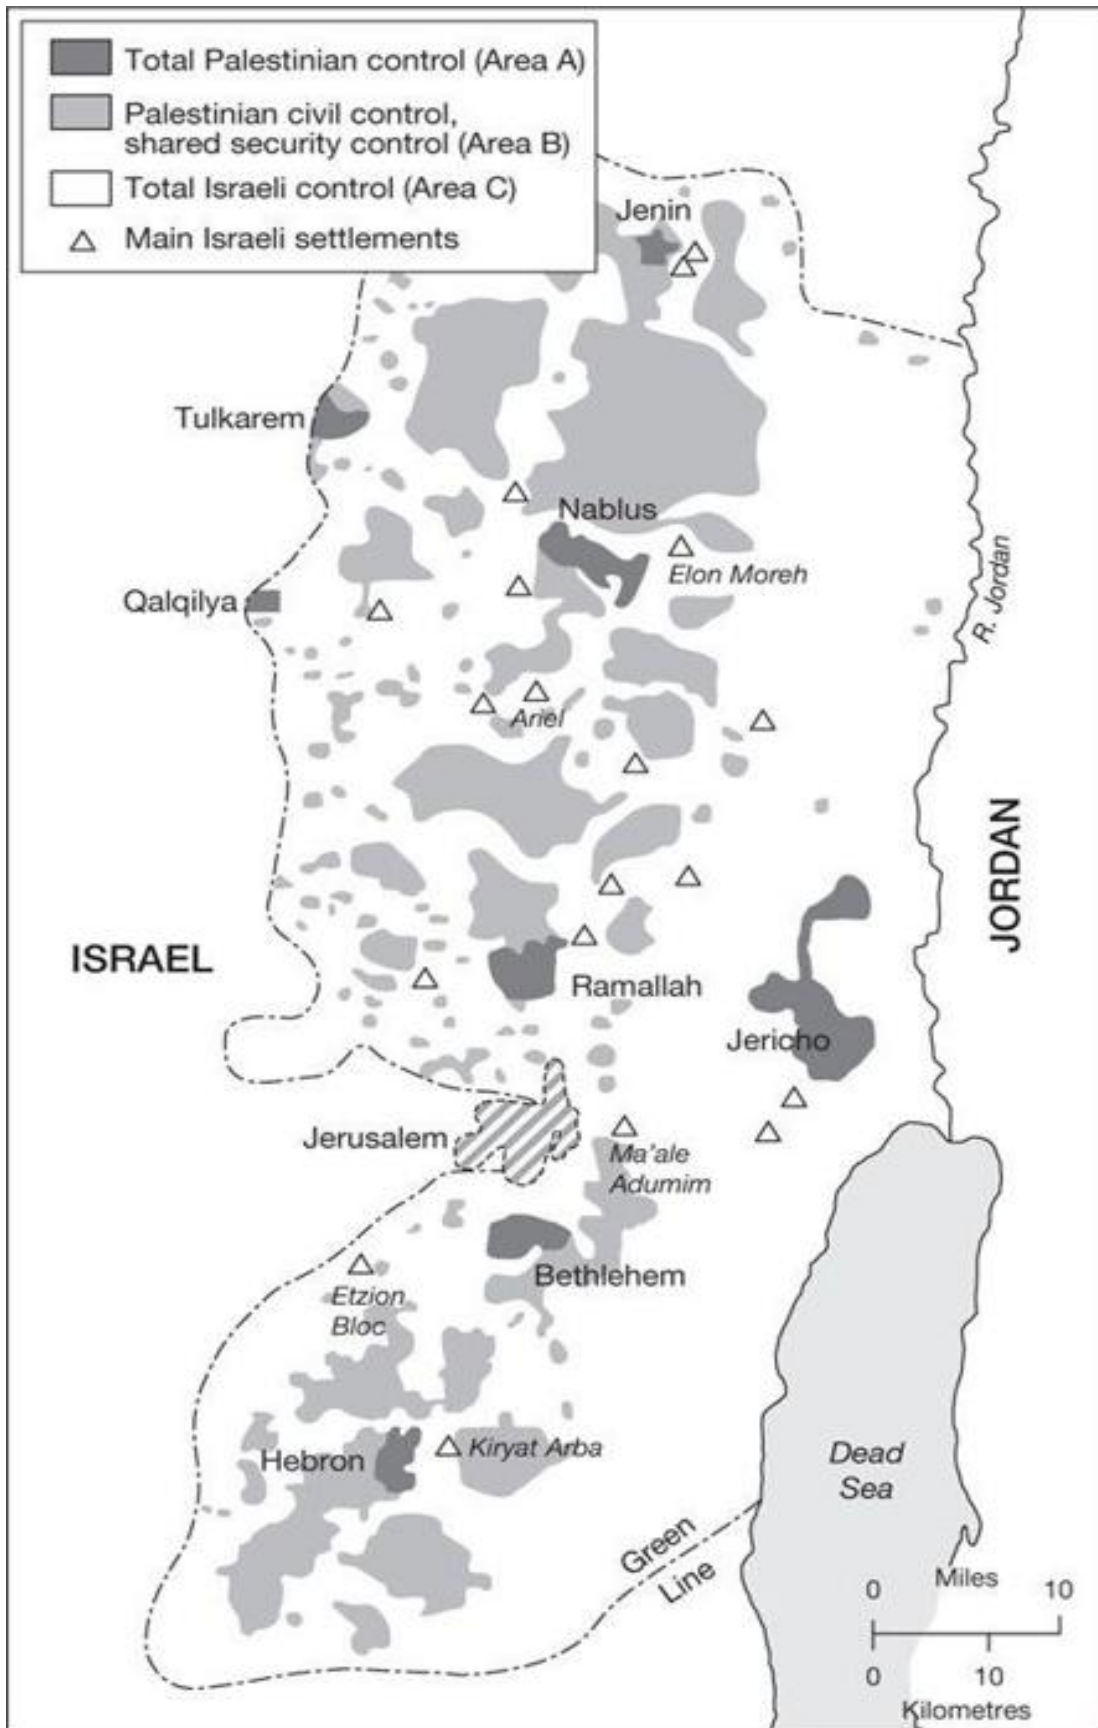 Total Palestinian control (Area A)
Palestinian civil control,
shared security control (Area B)
Total Israeli control (Area C)
Main Israeli settlements
Jenin
Tulkarem
Nablus
Elon Moreh
Qalqilya
R. Jordan
Ariel
JORDAN
ISRAEL
Ramallah
Jericho
Jerusalem
Ma'ale
Adumim
Bethlehem
Etzion
Bloc
Hebron
Kiryat Arba
Dead
Sea
Green
Line
0 Miles 10
0 10
Kilometres